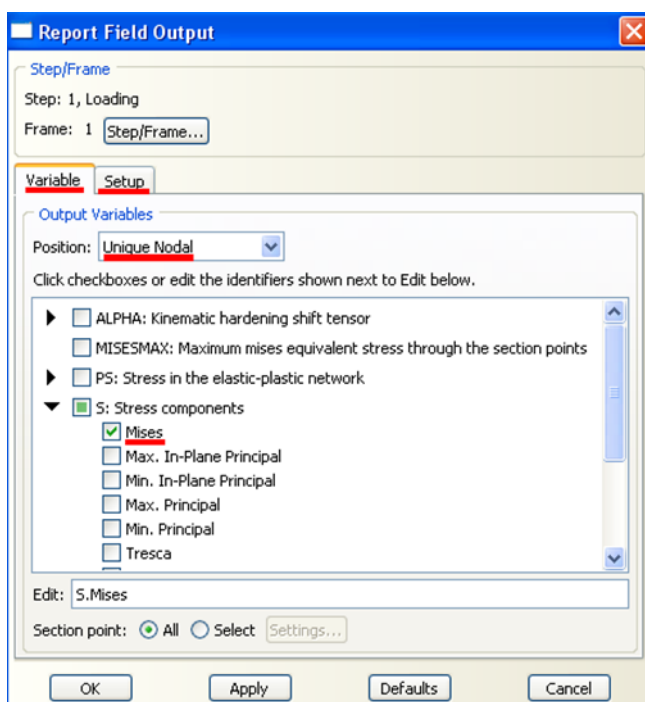 Report Field Output
Step/Frame
Step: 1, Loading
Frame: 1 Step/Frame...
Variable Setup
Output Variables
Position: Unique Nodal
Click checkboxes or edit the identifiers shown next to Edit below.
ALPHA: Kinematic hardening shift tensor
MISESMAX: Maximum mises equivalent stress through the section points
PS: Stress in the elastic-plastic network
S: Stress components
Mises
Max. In-Plane Principal
Min. In-Plane Principal
Max. Principal
Min. Principal
Tresca
Edit: S.Mises
Section point: All Select Settings...
OK Apply Defaults Cancel